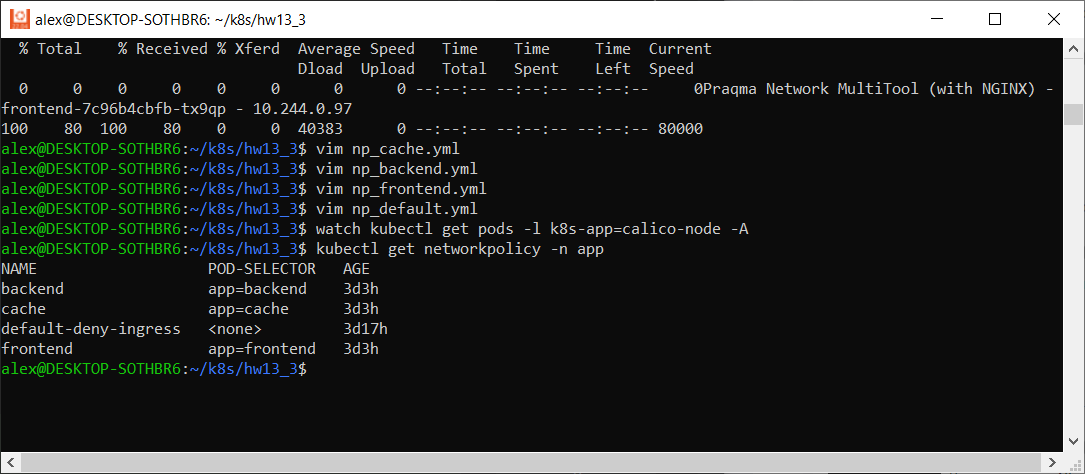 alex@DESKTOP-SOTHBR6: ~/k8s/hw13_3
  % Total    % Received % Xferd  Average Speed   Time    Time     Time  Current
                                 Dload  Upload   Total   Spent    Left  Speed
  0     0    0     0    0     0      0      0 --:--:-- --:--:-- --:--:--     0Praqma Network MultiTool (with NGINX) -
frontend-7c96b4cbfb-tx9qp - 10.244.0.97
100    80  100    80    0     0  40383      0 --:--:-- --:--:-- --:--:-- 80000
alex@DESKTOP-SOTHBR6:~/k8s/hw13_3$ vim np_cache.yml
alex@DESKTOP-SOTHBR6:~/k8s/hw13_3$ vim np_backend.yml
alex@DESKTOP-SOTHBR6:~/k8s/hw13_3$ vim np_frontend.yml
alex@DESKTOP-SOTHBR6:~/k8s/hw13_3$ vim np_default.yml
alex@DESKTOP-SOTHBR6:~/k8s/hw13_3$ watch kubectl get pods -l k8s-app=calico-node -A
alex@DESKTOP-SOTHBR6:~/k8s/hw13_3$ kubectl get networkpolicy -n app
NAME                   POD-SELECTOR   AGE
backend                app=backend    3d3h
cache                  app=cache      3d3h
default-deny-ingress   <none>         3d17h
frontend               app=frontend   3d3h
alex@DESKTOP-SOTHBR6:~/k8s/hw13_3$